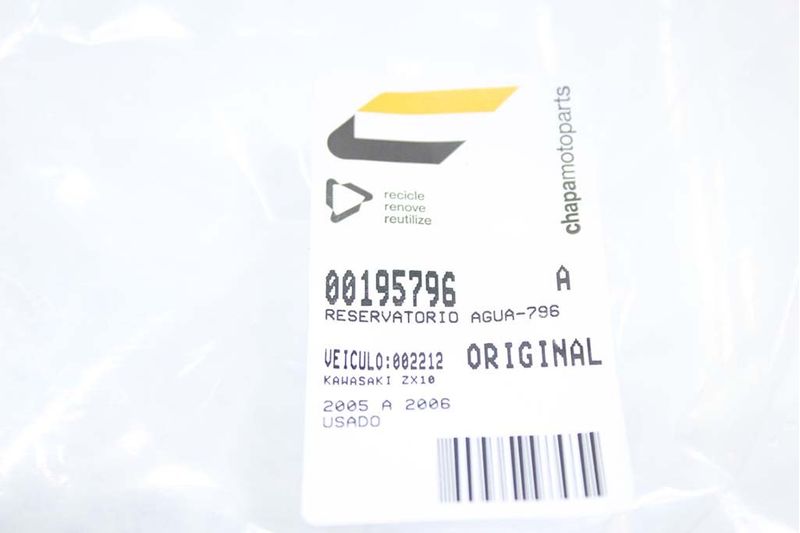 chapamotoparts
recicle
renove
reutilize
00195796 A
RESERVATORIO AGUA-796
VEICULO:002212 ORIGINAL
KAWASAKI ZX10
2005 A 2006
USADO